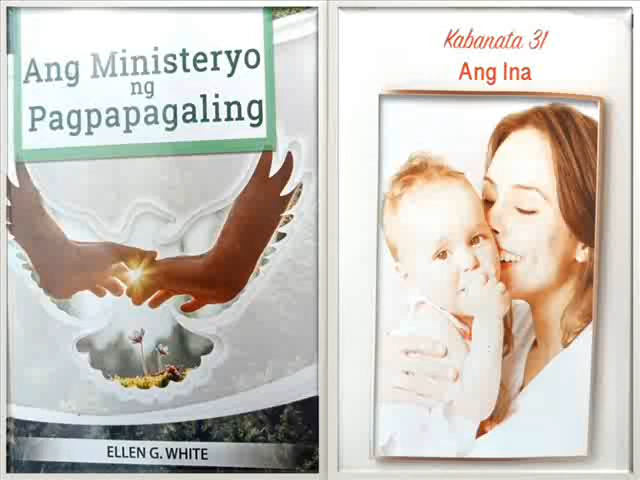 Ang Ministeryo
ng
Pagpapagaling
ELLEN G. WHITE
Kabanata 31
Ang Ina